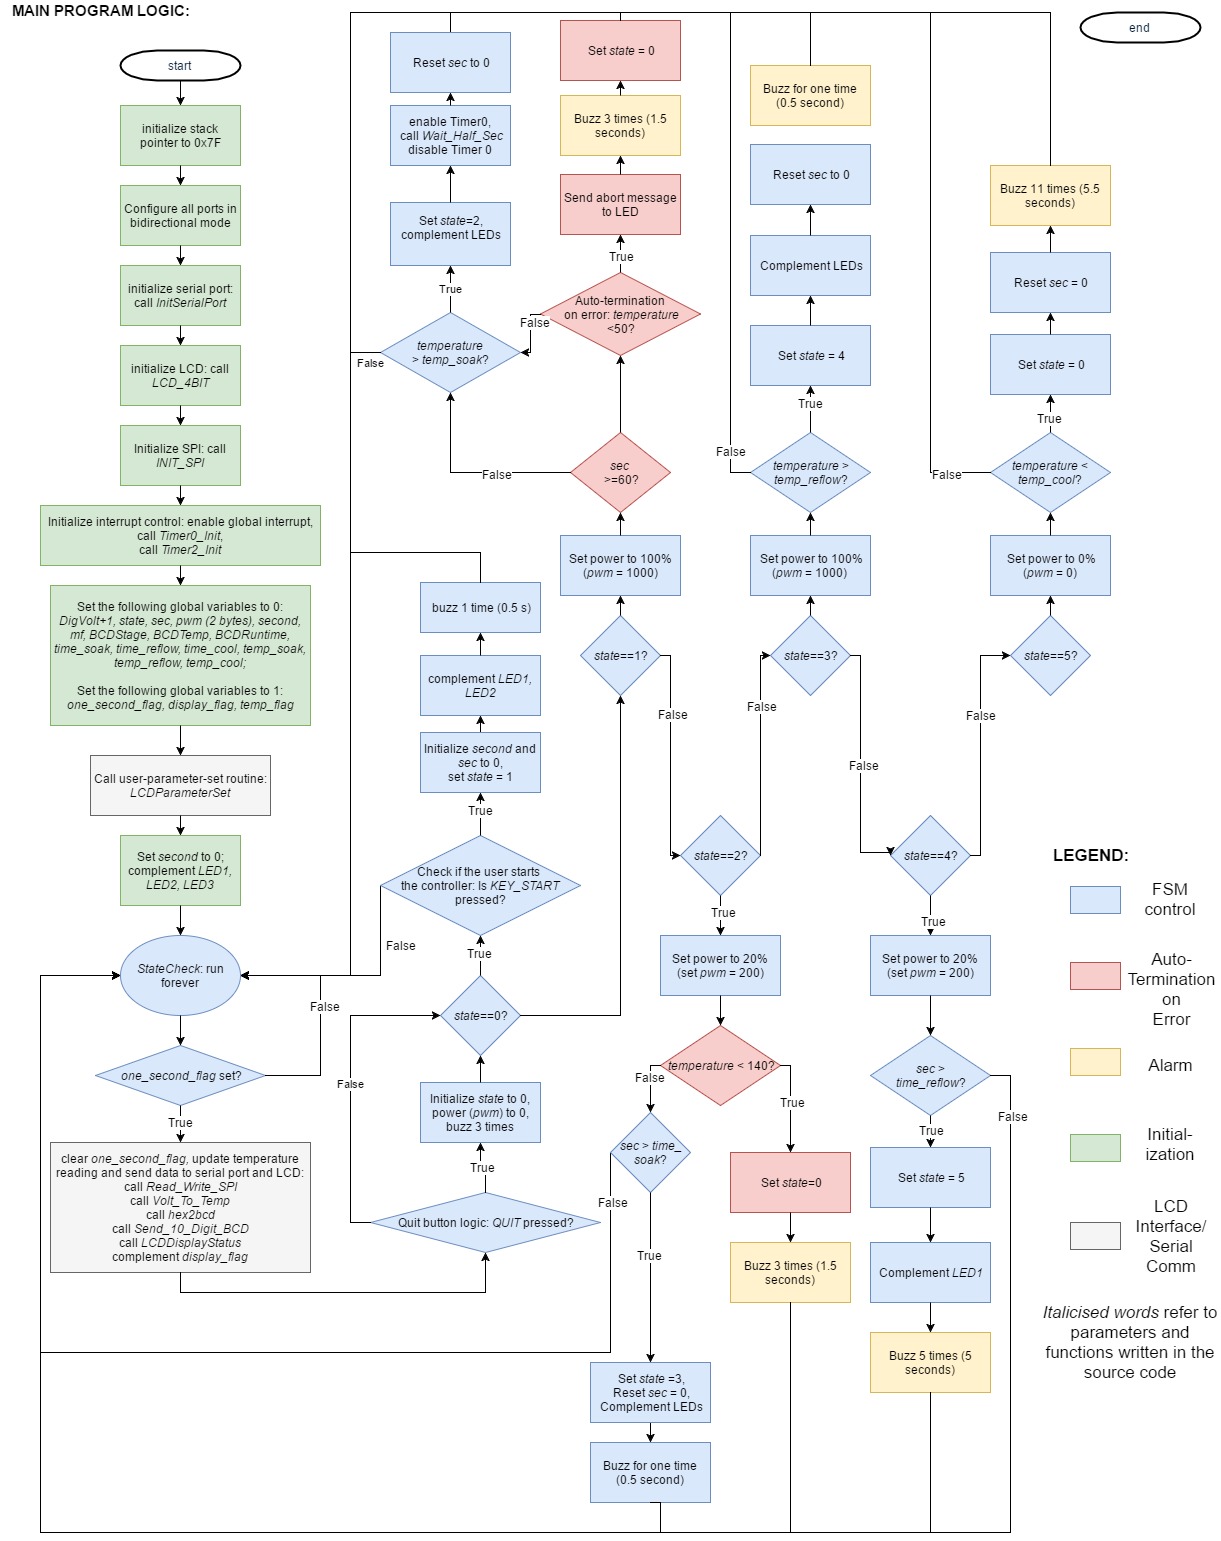 MAIN PROGRAM LOGIC:
start
initialize stack
pointer to 0x7F
Configure all ports in
bidirectional mode
initialize serial port:
call InitSerialPort
initialize LCD: call
LCD_4BIT
Initialize SPI: call
INIT_SPI
Initialize interrupt control: enable global interrupt,
call Timer0_Init,
call Timer2_Init
Set the following global variables to 0:
DigVolt+1, state, sec, pwm (2 bytes), second,
mf, BCDStage, BCDTemp, BCDRuntime,
time_soak, time_reflow, time_cool, temp_soak,
temp_reflow, temp_cool;
Set the following global variables to 1:
one_second_flag, display_flag, temp_flag
Call user-parameter-set routine:
LCDParameterSet
Set second to 0;
complement LED1,
LED2, LED3
StateCheck: run
forever
False
one_second_flag set?
True
clear one_second_flag, update temperature
reading and send data to serial port and LCD:
call Read_Write_SPI
call Volt_To_Temp
call hex2bcd
call Send_10_Digit_BCD
call LCDDisplayStatus
complement display_flag
Reset sec to 0
enable Timer0,
call Wait_Half_Sec
disable Timer 0
Set state=2,
complement LEDs
True
temperature
> temp_soak?
False
False
buzz 1 time (0.5 s)
complement LED1,
LED2
Initialize second and
sec to 0,
set state = 1
True
Check if the user starts
the controller: Is KEY_START
pressed?
False
True
state==0?
False
Initialize state to 0,
power (pwm) to 0,
buzz 3 times
True
Quit button logic: QUIT pressed?
Set state = 0
Buzz 3 times (1.5
seconds)
Send abort message
to LED
True
Auto-termination
on error: temperature
<50?
False
sec
>=60?
Set power to 100%
(pwm = 1000)
state==1?
False
state==2?
True
Set power to 20%
(set pwm = 200)
temperature < 140?
False
True
sec > time_
soak?
False
True
Set state=0
Buzz 3 times (1.5
seconds)
Set state =3,
Reset sec = 0,
Complement LEDs
Buzz for one time
(0.5 second)
Buzz for one time
(0.5 second)
Reset sec to 0
Complement LEDs
Set state = 4
True
False
temperature >
temp_reflow?
Set power to 100%
(pwm = 1000)
state==3?
False
False
state==4?
True
Set power to 20%
(set pwm = 200)
sec >
time_reflow?
False
True
Set state = 5
Complement LED1
Buzz 5 times (5
seconds)
end
Buzz 11 times (5.5
seconds)
Reset sec = 0
Set state = 0
True
temperature <
temp_cool?
False
Set power to 0%
(pwm = 0)
state==5?
False
LEGEND:
FSM
control
Auto-
Termination
on
Error
Alarm
Initial-
ization
LCD
Interface/
Serial
Comm
Italicised words refer to
parameters and
functions written in the
source code